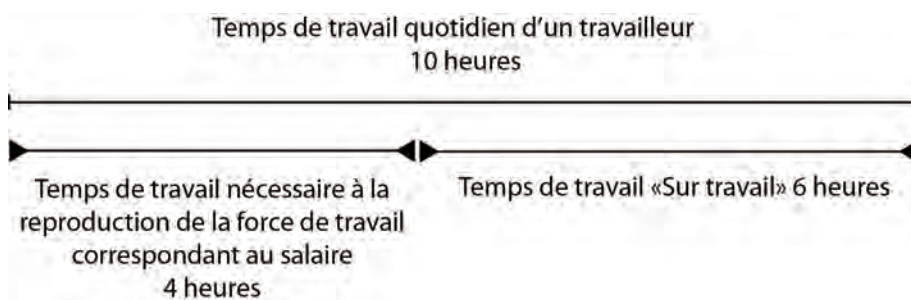 Temps de travail quotidien d’un travailleur
10 heures
Temps de travail nécessaire à la
reproduction de la force de travail
correspondant au salaire
4 heures
Temps de travail «Sur travail» 6 heures